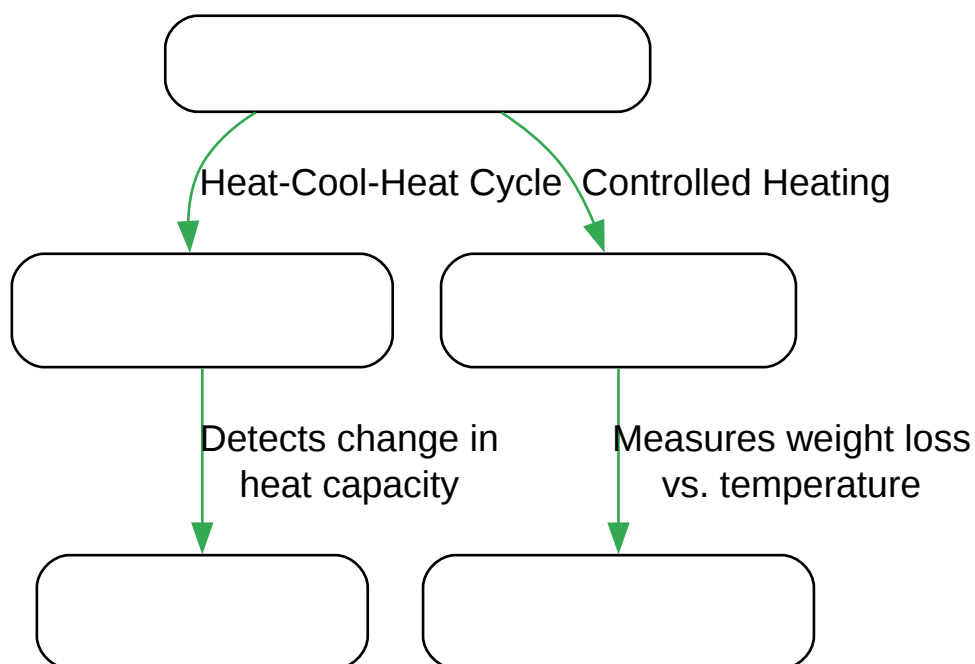 Heat-Cool-Heat Cycle
Controlled Heating
Detects change in
heat capacity
Measures weight loss
vs. temperature